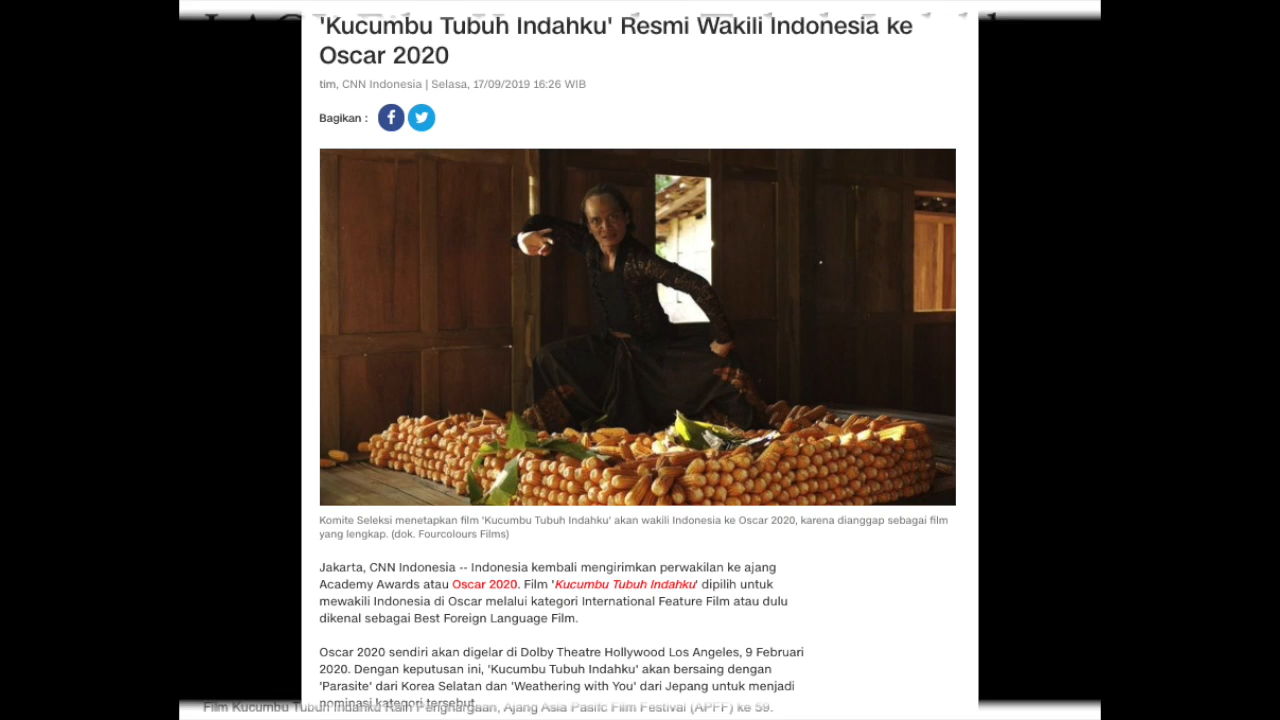 'Kucumbu Tubuh Indahku' Resmi Wakili Indonesia ke
Oscar 2020
tim, CNN Indonesia | Selasa, 17/09/2019 16:26 WIB
Bagikan :
Komite Seleksi menetapkan film 'Kucumbu Tubuh Indahku' akan wakili Indonesia ke Oscar 2020, karena dianggap sebagai film
yang lengkap. (dok. Fourcolours Films)
Jakarta, CNN Indonesia -- Indonesia kembali mengirimkan perwakilan ke ajang
Academy Awards atau Oscar 2020. Film 'Kucumbu Tubuh Indahku' dipilih untuk
mewakili Indonesia di Oscar melalui kategori International Feature Film atau dulu
dikenal sebagai Best Foreign Language Film.
Oscar 2020 sendiri akan digelar di Dolby Theatre Hollywood Los Angeles, 9 Februari
2020. Dengan keputusan ini, 'Kucumbu Tubuh Indahku' akan bersaing dengan
'Parasite' dari Korea Selatan dan 'Weathering with You' dari Jepang untuk menjadi
nominasi kategori tersebut.
Film Kucumbu Tubuh Indahku Raih Penghargaan, Ajang Asia Pasific Film Festival (APFF) ke 59.